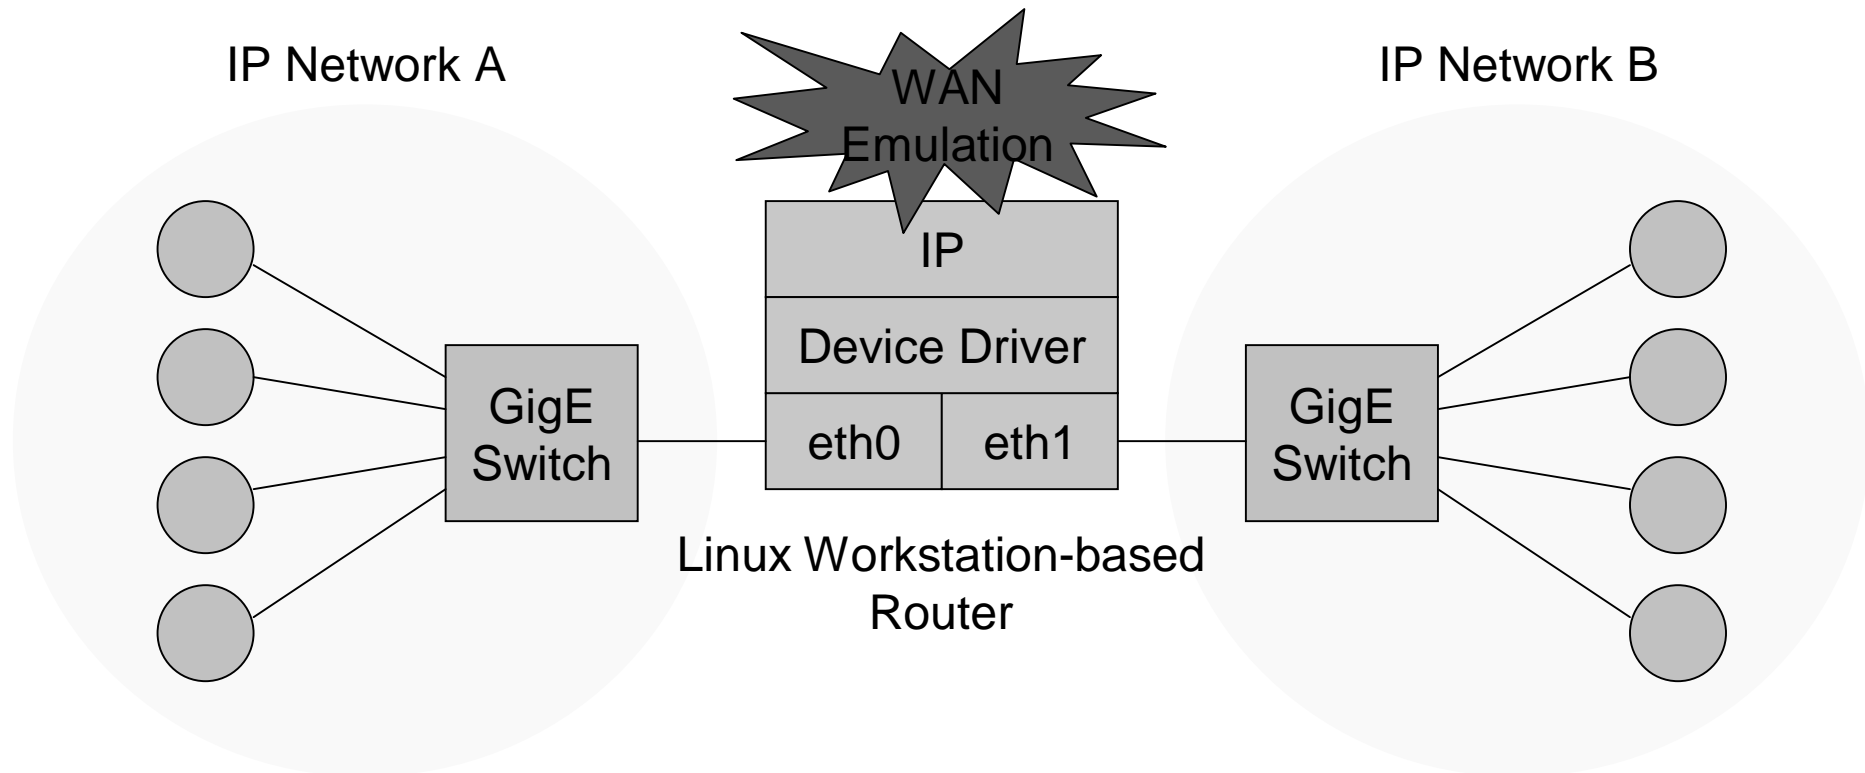 IP Network A
WAN
Emulation
IP Network B
IP
Device Driver
eth0
eth1
GigE
Switch
GigE
Switch
Linux Workstation-based
Router